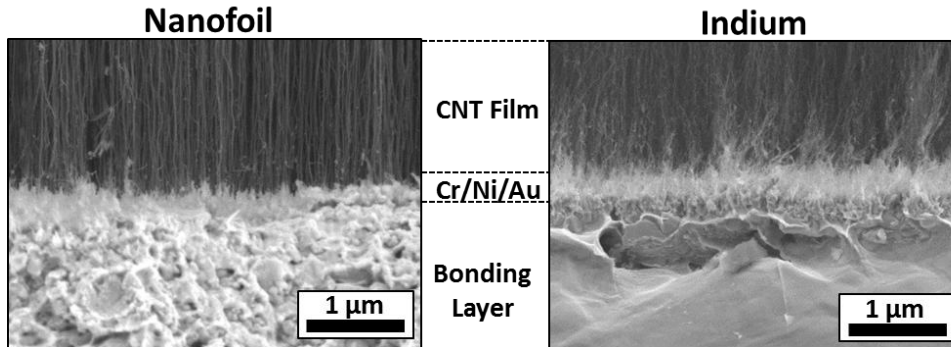 Nanofoil
Indium
CNT Film
Cr/Ni/Au
Bonding
Layer
1 µm
1 µm